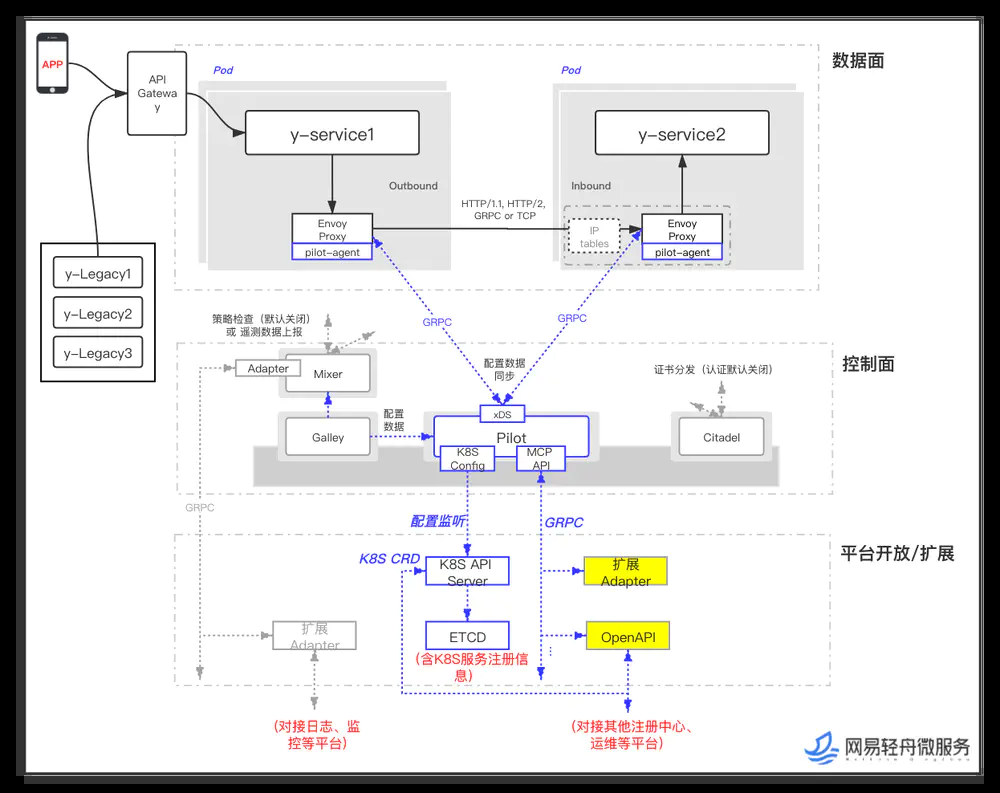 APP
API
Gatewa
y
Pod
Pod
数据面
y-service1
y-service2
Outbound
Inbound
HTTP/1.1, HTTP/2,
GRPC or TCP
Envoy
Proxy
pilot-agent
IP
tables
Envoy
Proxy
pilot-agent
y-Legacy1
y-Legacy2
y-Legacy3
GRPC
GRPC
策略检查（默认关闭）
或 遥测数据上报
Adapter
Mixer
配置数据
同步
证书分发（认证默认关闭）
控制面
Galley
配置
数据
xDS
Pilot
K8S
Config
MCP
API
Citadel
GRPC
配置监听
GRPC
K8S CRD
K8S API
Server
扩展
Adapter
平台开放/扩展
扩展
Adapter
ETCD
OpenAPI
（含K8S服务注册信
息）
（对接日志、监
控等平台）
（对接其他注册中心、
运维等平台）
网易轻舟微服务